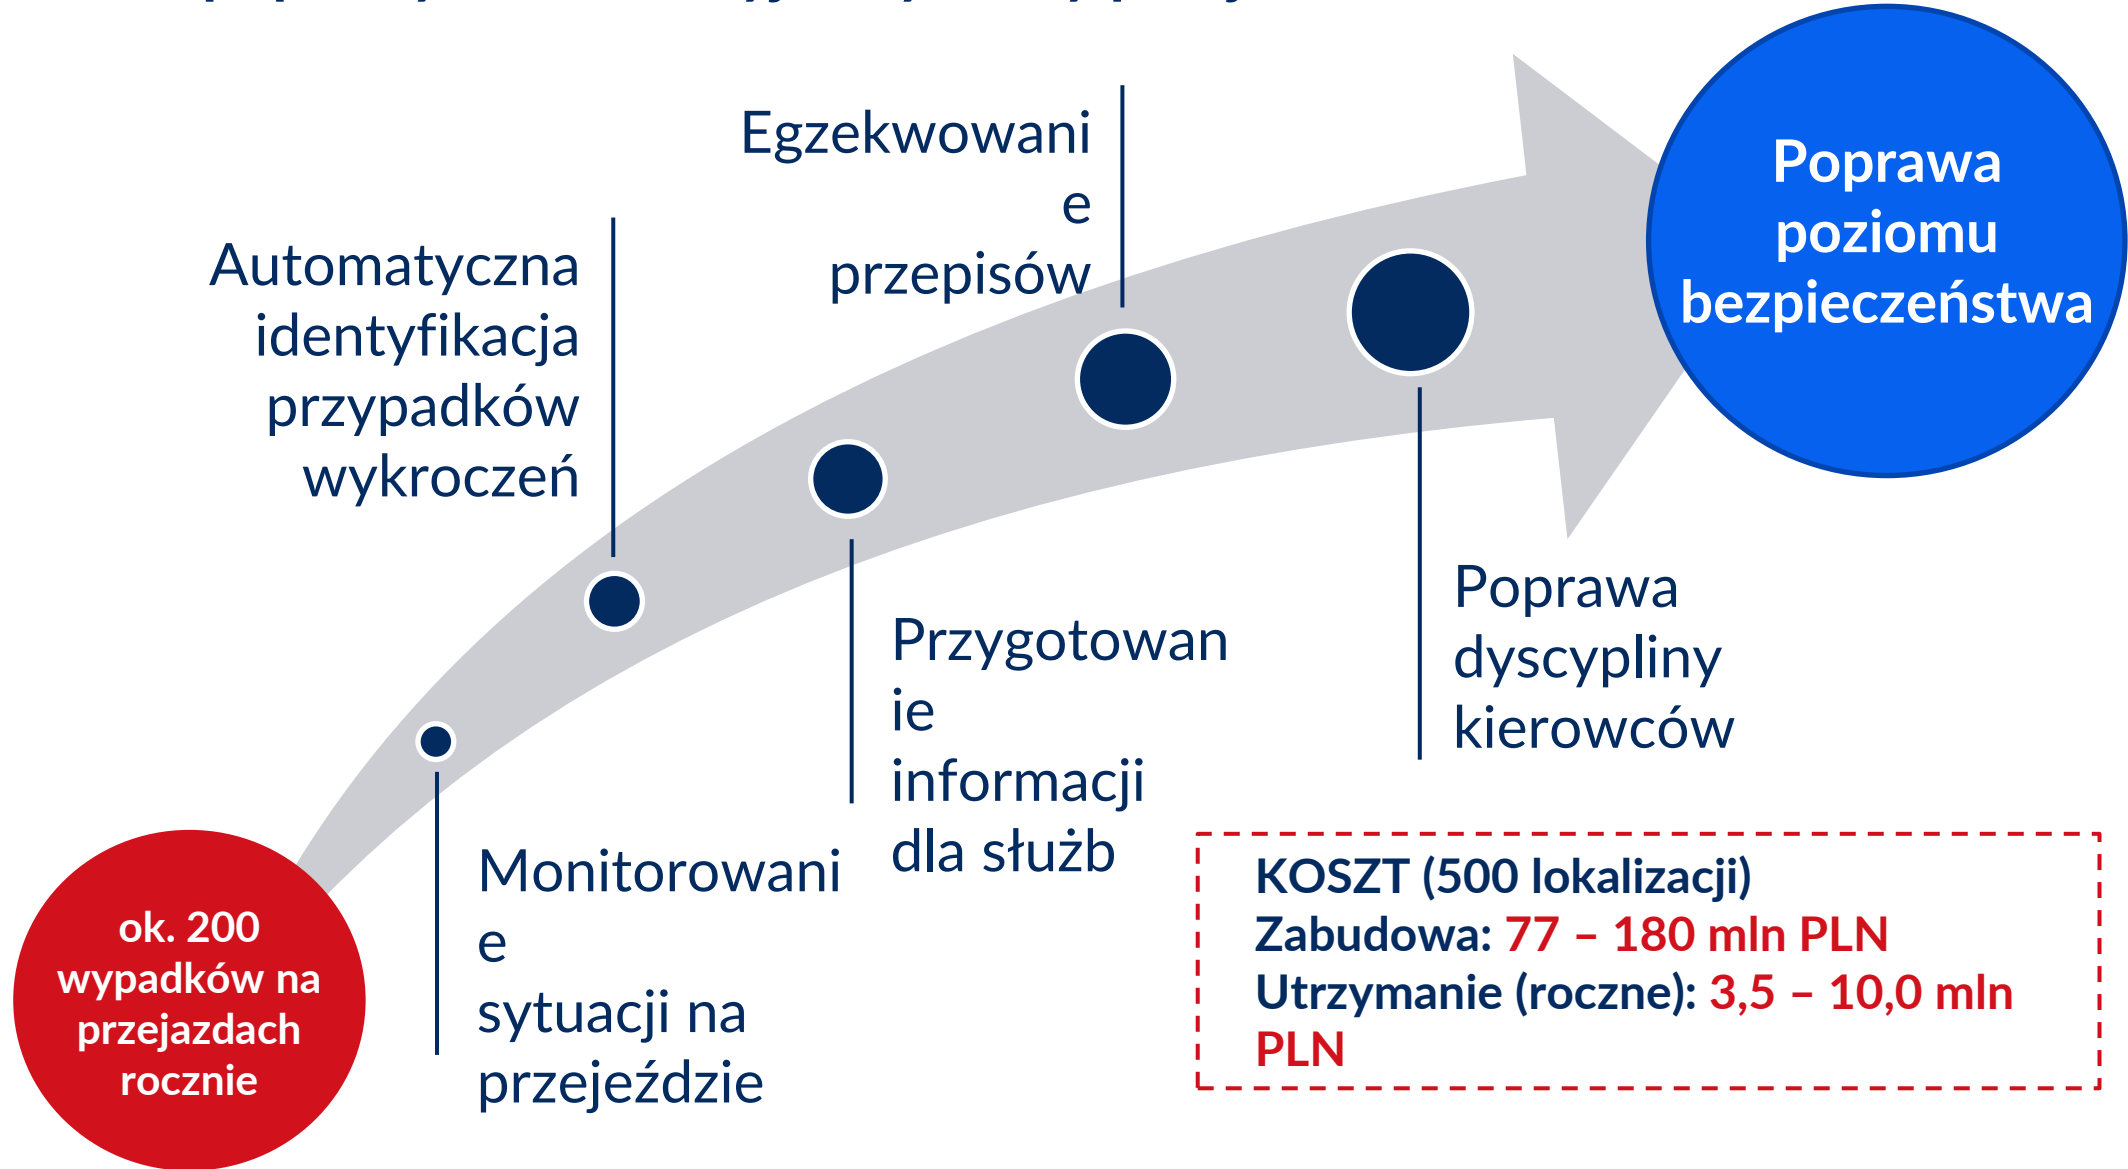 Egzekwowani
e
przepisów
Poprawa
poziomu
bezpieczeństwa
Automatyczna
identyfikacja
przypadków
wykroczeń
Poprawa
dyscypliny
kierowców
Przygotowan
ie
informacji
dla służb
Monitorowani
e
sytuacji na
przejeździe
KOSZT (500 lokalizacji)
Zabudowa: 77 – 180 mln PLN
Utrzymanie (roczne): 3,5 – 10,0 mln
PLN
ok. 200
wypadków na
przejazdach
rocznie